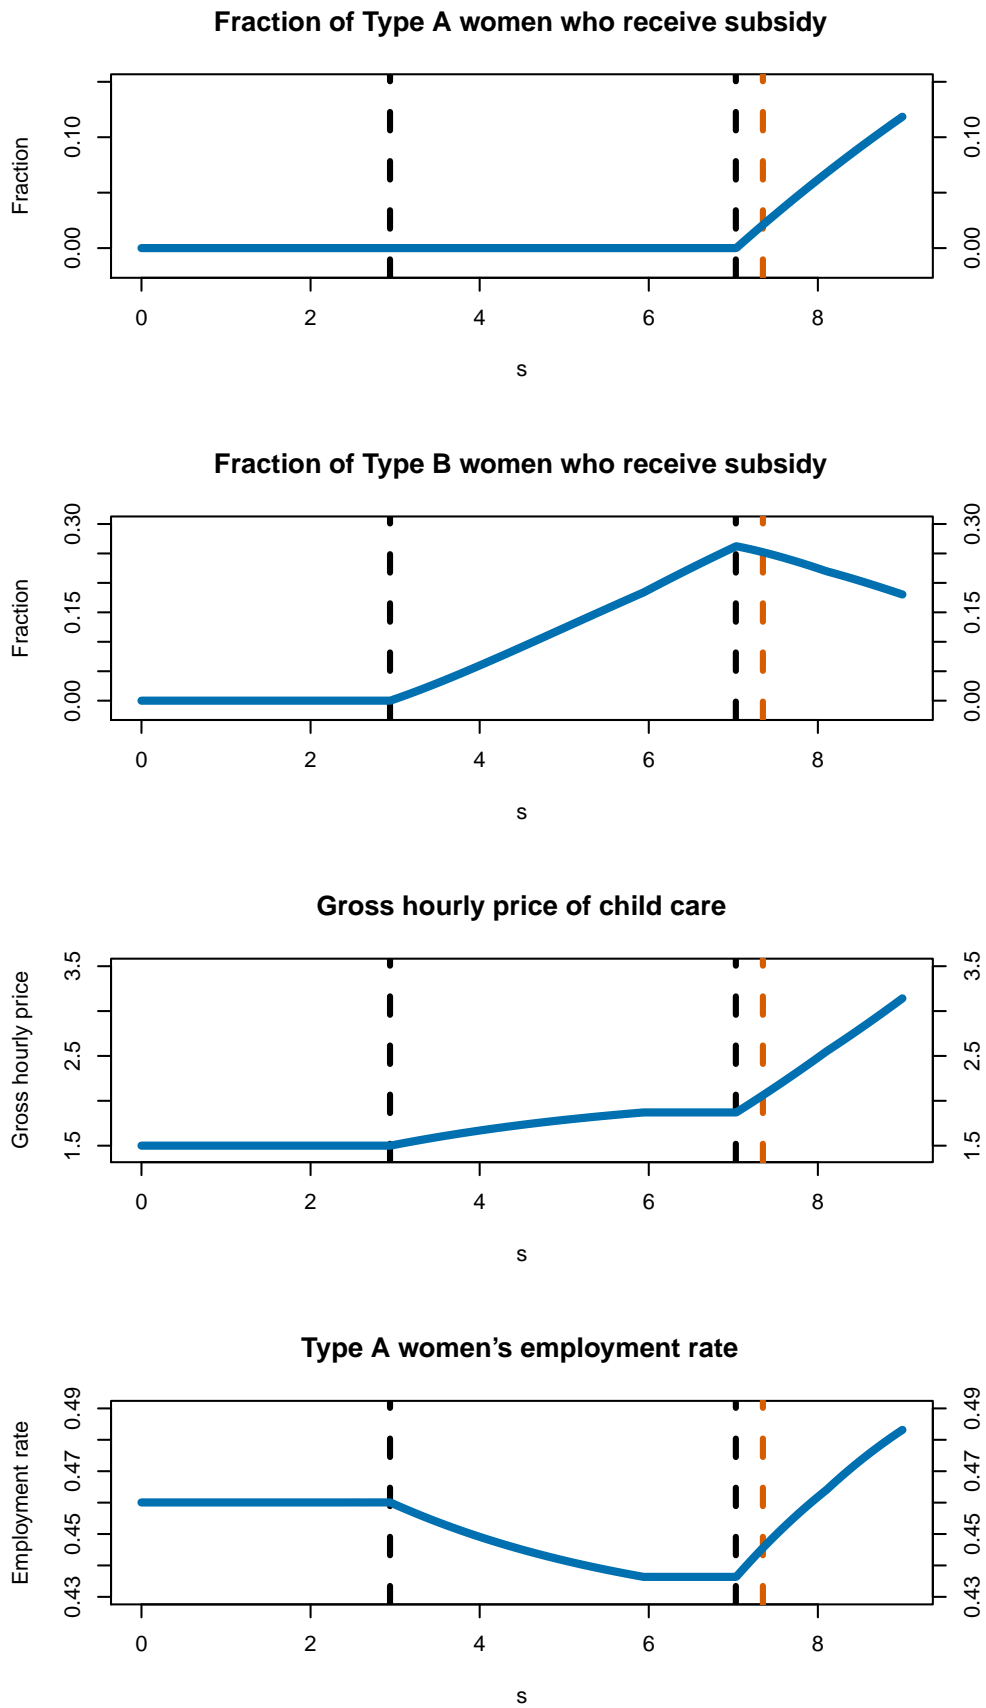 Fraction of Type A women who receive subsidy
Fraction
0.00 0.10
0.00 0.10
0 2 4 6 8
s
Fraction of Type B women who receive subsidy
Fraction
0.00 0.15 0.30
0.00 0.15 0.30
0 2 4 6 8
s
Gross hourly price of child care
Gross hourly price
1.5 2.5 3.5
1.5 2.5 3.5
0 2 4 6 8
s
Type A women’s employment rate
Employment rate
0.43 0.45 0.47 0.49
0.43 0.45 0.47 0.49
0 2 4 6 8
s